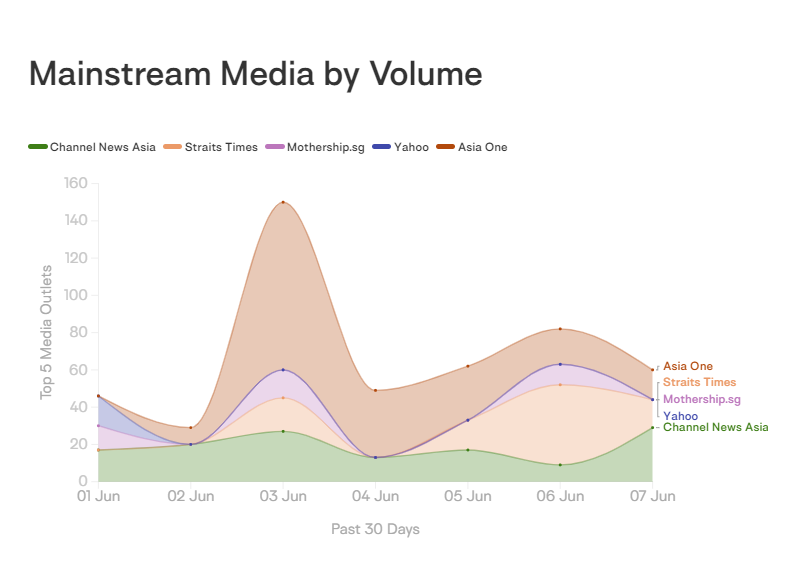 Mainstream Media by Volume
Channel News Asia Straits Times Mothership.sg Yahoo Asia One
160
140
120
100
80
60
40
20
0
Top 5 Media Outlets
Asia One
Straits Times
Mothership.sg
Yahoo
Channel News Asia
01 Jun 02 Jun 03 Jun 04 Jun 05 Jun 06 Jun 07 Jun
Past 30 Days